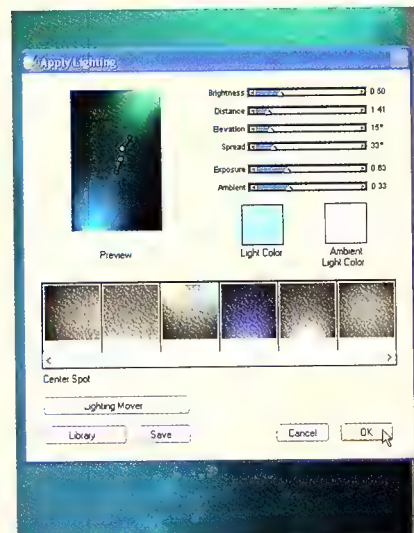 Apply Lighting
Brightness 0.50
Distance 1.41
Elevation 15°
Spread 33°
Exposure 0.83
Ambient 0.33
Preview
Light Color
Ambient
Light Color
Center Spot
Lighting Mover
Library Save Cancel OK